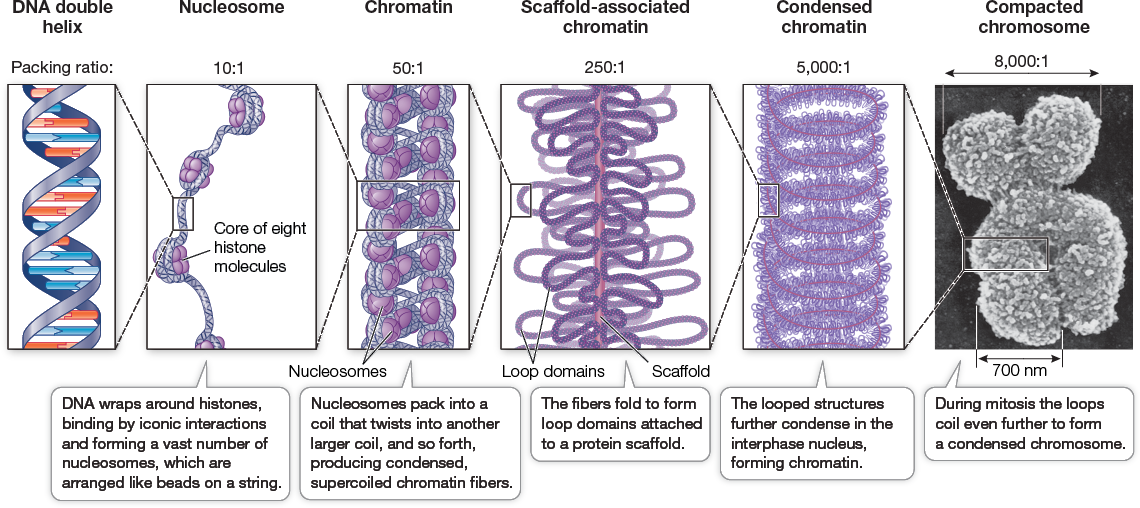 DNA double
helix
Nucleosome
Chromatin
Scaffold-associated
chromatin
Condensed
chromatin
Compacted
chromosome
Packing ratio:
10:1
50:1
250:1
5,000:1
8,000:1
Core of eight
histone
molecules
Nucleosomes
Loop domains
Scaffold
700 nm
DNA wraps around histones,
binding by iconic interactions
and forming a vast number of
nucleosomes, which are
arranged like beads on a string.
Nucleosomes pack into a
coil that twists into another
larger coil, and so forth,
producing condensed,
supercoiled chromatin fibers.
The fibers fold to form
loop domains attached
to a protein scaffold.
The looped structures
further condense in the
interphase nucleus,
forming chromatin.
During mitosis the loops
coil even further to form
a condensed chromosome.